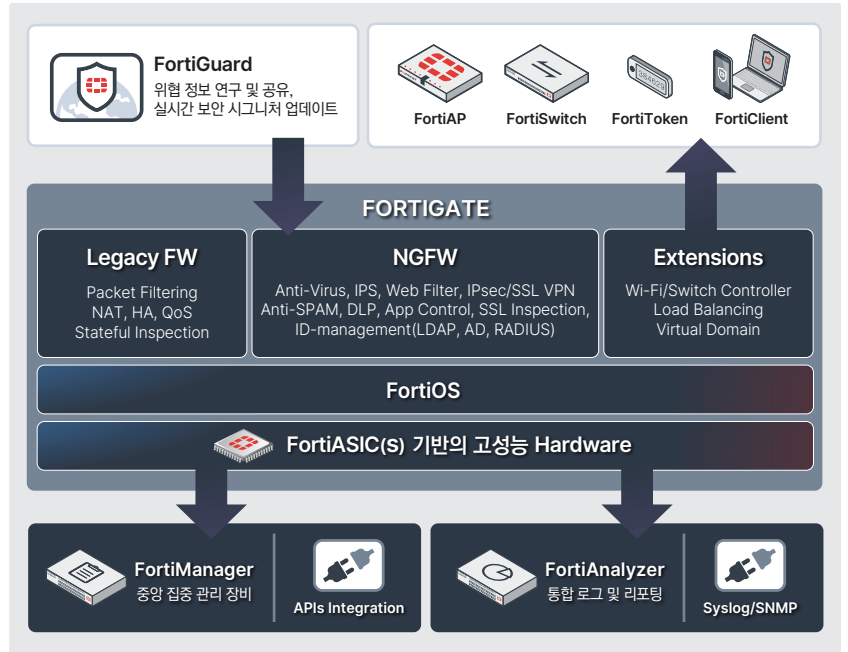 FortiGuard
위협 정보 연구 및 공유,
실시간 보안 시그니처 업데이트
FortiAP
FortiSwitch
FortiToken
FortiClient
FORTIGATE
Legacy FW
Packet Filtering
NAT, HA, QoS
Stateful Inspection
NGFW
Anti-Virus, IPS, Web Filter, IPsec/SSL VPN
Anti-SPAM, DLP, App Control, SSL Inspection,
ID-management(LDAP, AD, RADIUS)
Extensions
Wi-Fi/Switch Controller
Load Balancing
Virtual Domain
FortiOS
FortiASIC(s) 기반의 고성능 Hardware
FortiManager
중앙 집중 관리 장비
APIs Integration
FortiAnalyzer
통합 로그 및 리포팅
Syslog/SNMP